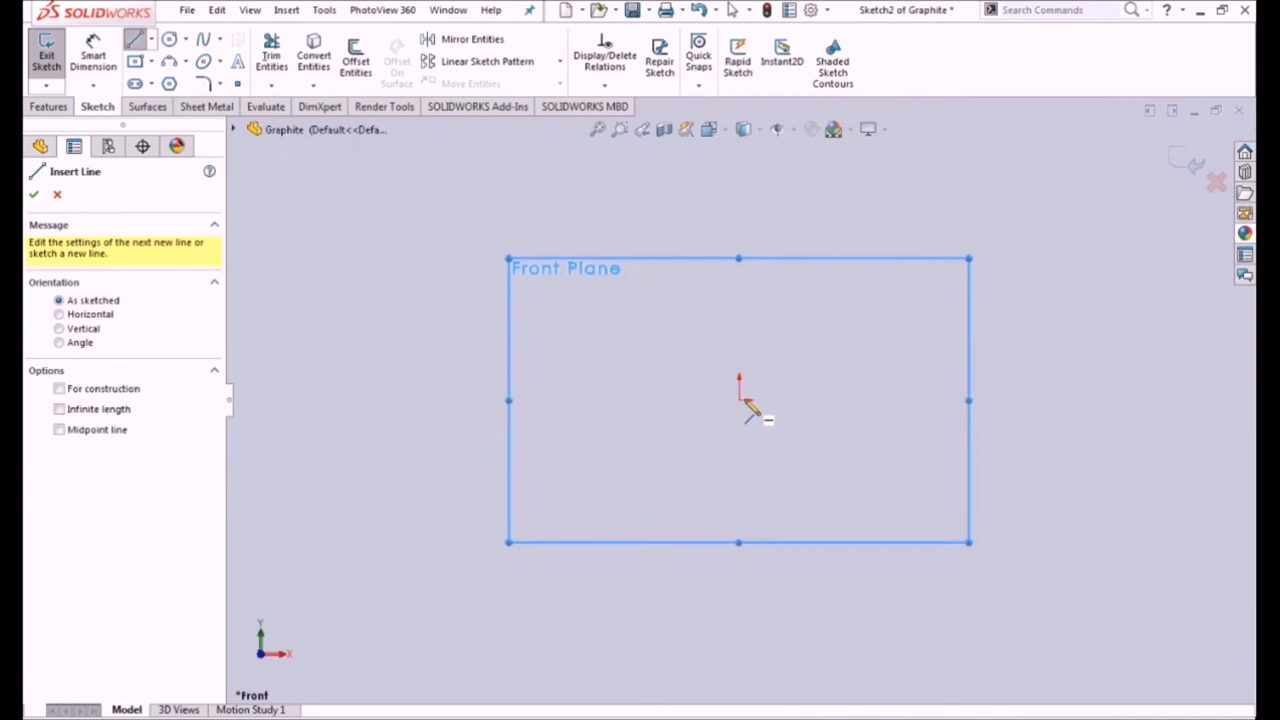 SOLIDWORKS File Edit View Insert Tools PhotoView 360 Window Help Sketch2 of Graphite * Search Commands ?
Exit Sketch
Smart Dimension
Trim Entities
Convert Entities
Offset Entities
Offset On Surface
Mirror Entities
Linear Sketch Pattern
Move Entities
Display/Delete Relations
Repair Sketch
Quick Snaps
Rapid Sketch
Instant2D
Shaded Sketch Contours
Features Sketch Surfaces Sheet Metal Evaluate DimXpert Render Tools SOLIDWORKS Add-Ins SOLIDWORKS MBD
Graphite (Default<<Defa...
Insert Line
Message
Edit the settings of the next new line or
sketch a new line.
Orientation
As sketched
Horizontal
Vertical
Angle
Options
For construction
Infinite length
Midpoint line
Front Plane
Y
X
*Front
Model 3D Views Motion Study 1